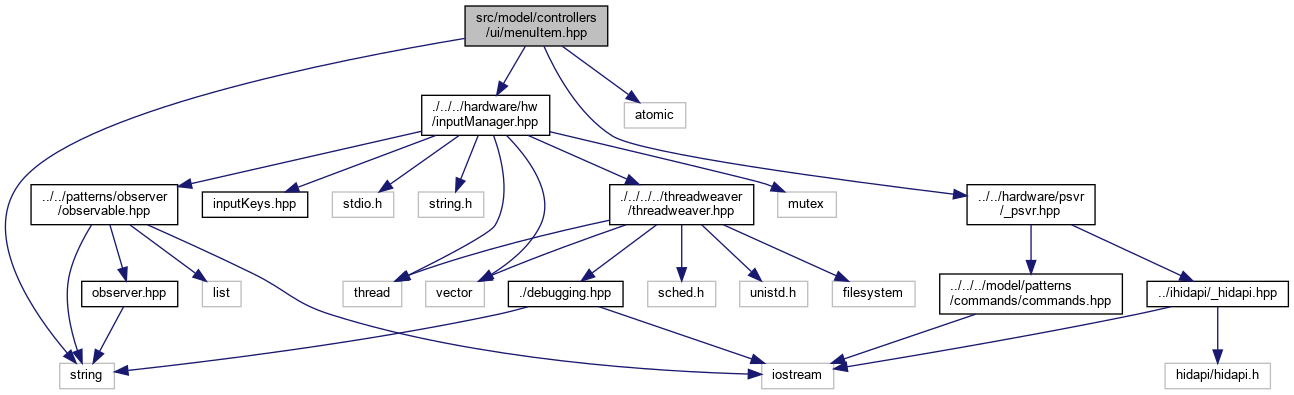 src/model/controllers
/ui/menuItem.hpp
./../../hardware/hw
/inputManager.hpp
atomic
../../patterns/observer
/observable.hpp
inputKeys.hpp
stdio.h
string.h
./../../../threadweaver
/threadweaver.hpp
mutex
../../hardware/psvr
/_psvr.hpp
observer.hpp
list
thread
vector
./debugging.hpp
sched.h
unistd.h
filesystem
../../../model/patterns
/commands/commands.hpp
../ihidapi/_hidapi.hpp
string
iostream
hidapi/hidapi.h